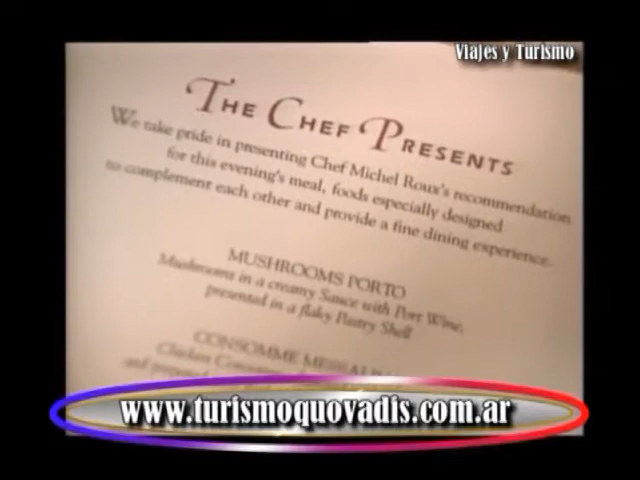 Viajes y Turismo
THE CHEF PRESENTS
We take pride in presenting Chef Michel Roux's recommendation
for this evening's meal, foods especially designed
to complement each other and provide a fine dining experience.
MUSHROOMS PORTO
Mushrooms in a creamy Sauce with Port Wine,
presented in a flaky Pastry Shell
CONSOMME
Chicken
www.turismoquovadis.com.ar